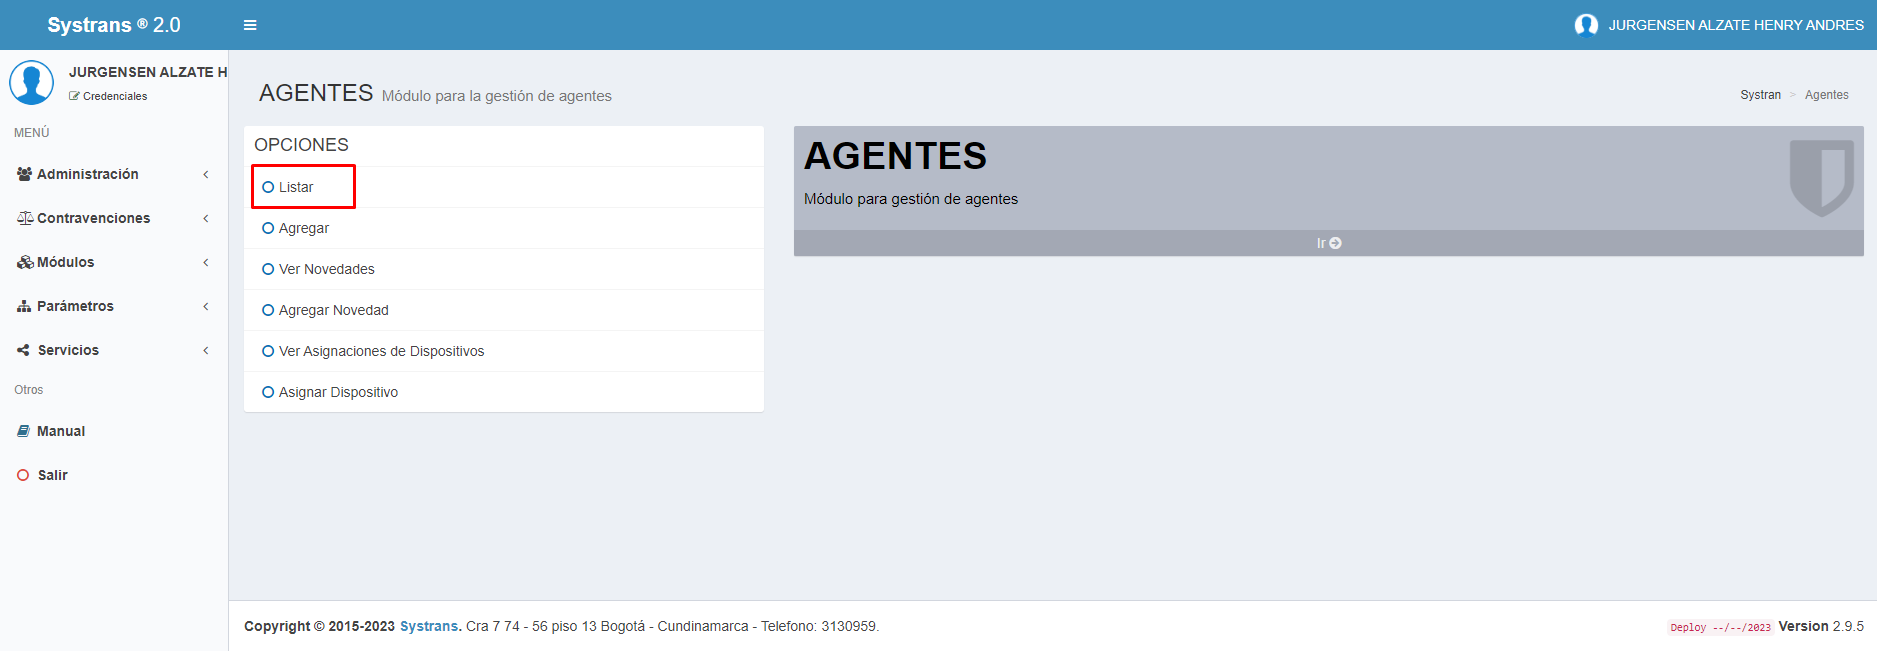 Systrans ® 2.0
JURGENSEN ALZATE HENRY ANDRES
JURGENSEN ALZATE H
Credenciales
MENÚ
Administración
Contravenciones
Módulos
Parámetros
Servicios
Otros
Manual
Salir
AGENTES Módulo para la gestión de agentes
Systran > Agentes
OPCIONES
Listar
Agregar
Ver Novedades
Agregar Novedad
Ver Asignaciones de Dispositivos
Asignar Dispositivo
AGENTES
Módulo para gestión de agentes
Ir
Copyright © 2015-2023 Systrans. Cra 7 74 - 56 piso 13 Bogotá - Cundinamarca - Telefono: 3130959.
Deploy --/--/2023 Version 2.9.5